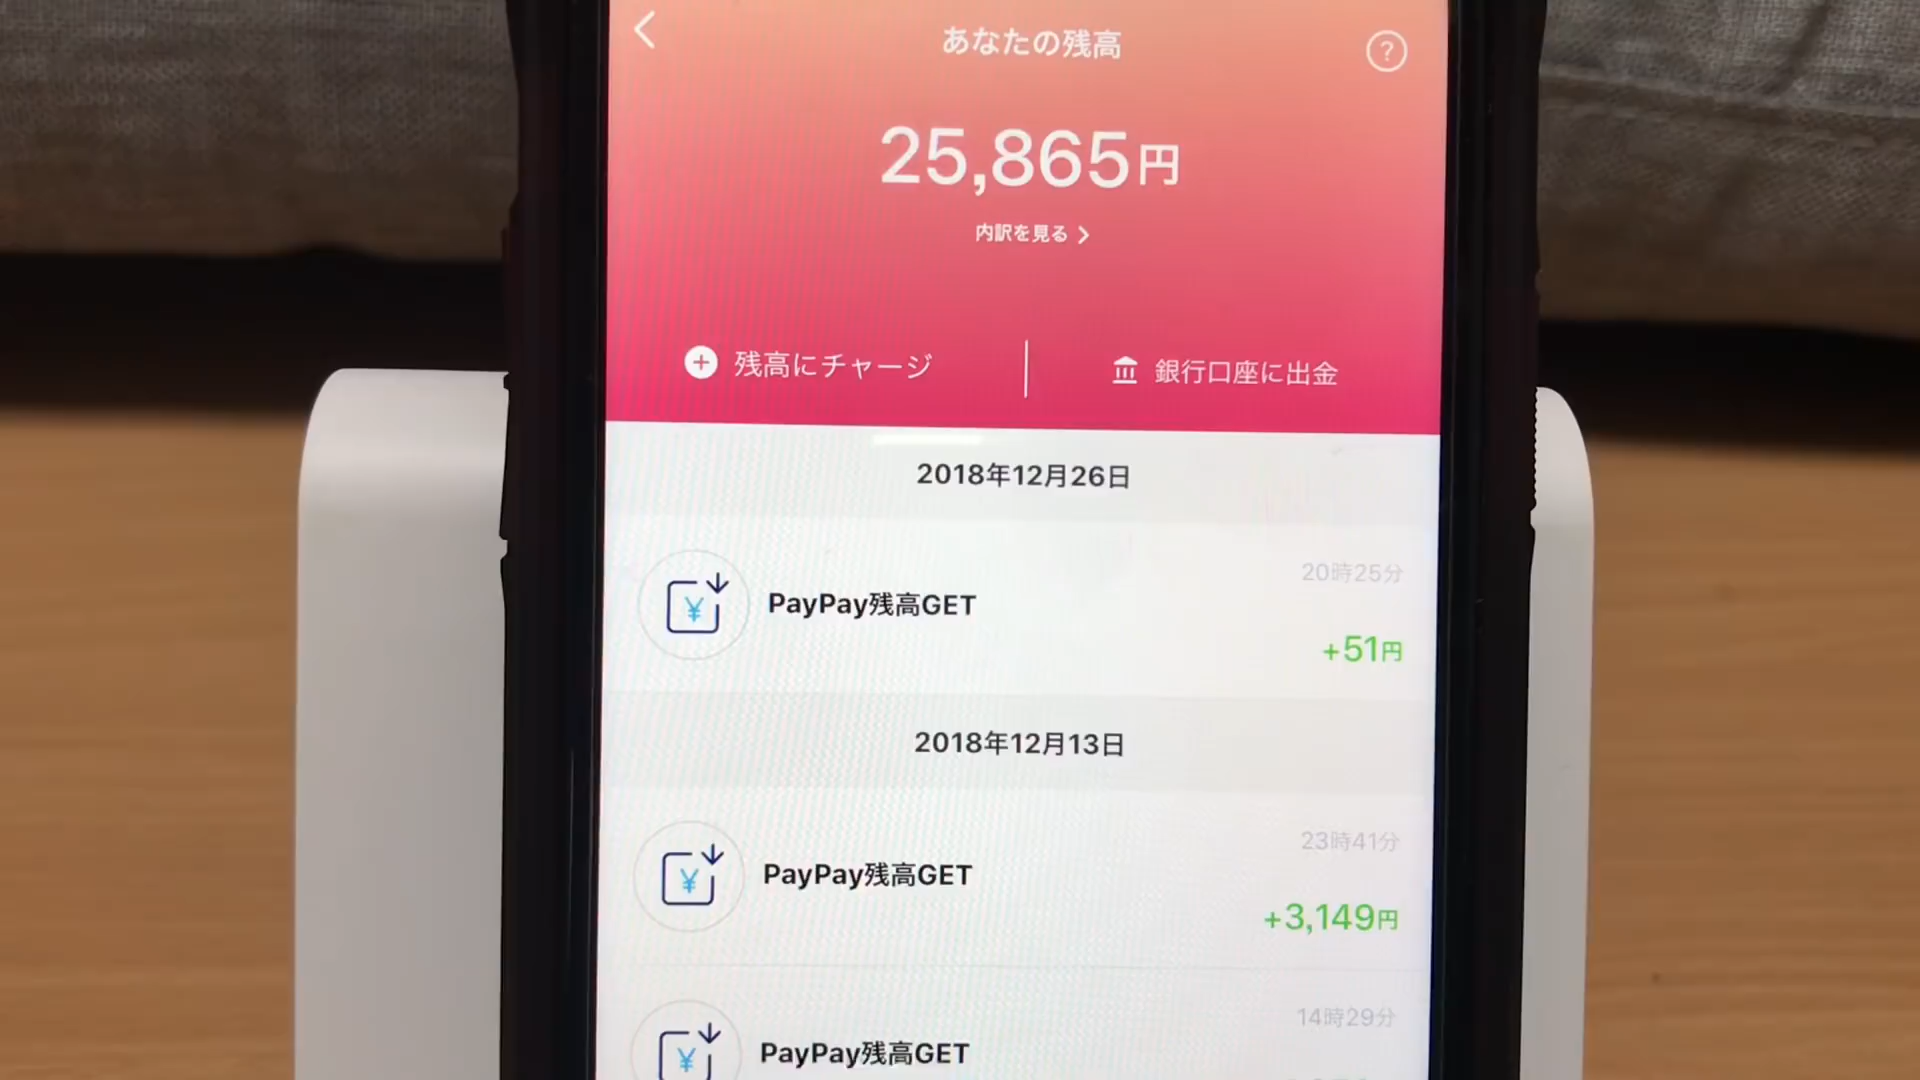 あなたの残高
?
25,865円
内訳を見る
残高にチャージ
銀行口座に出金
2018年12月26日
20時25分
PayPay残高GET
+51円
2018年12月13日
23時41分
PayPay残高GET
+3,149円
14時29分
PayPay残高GET